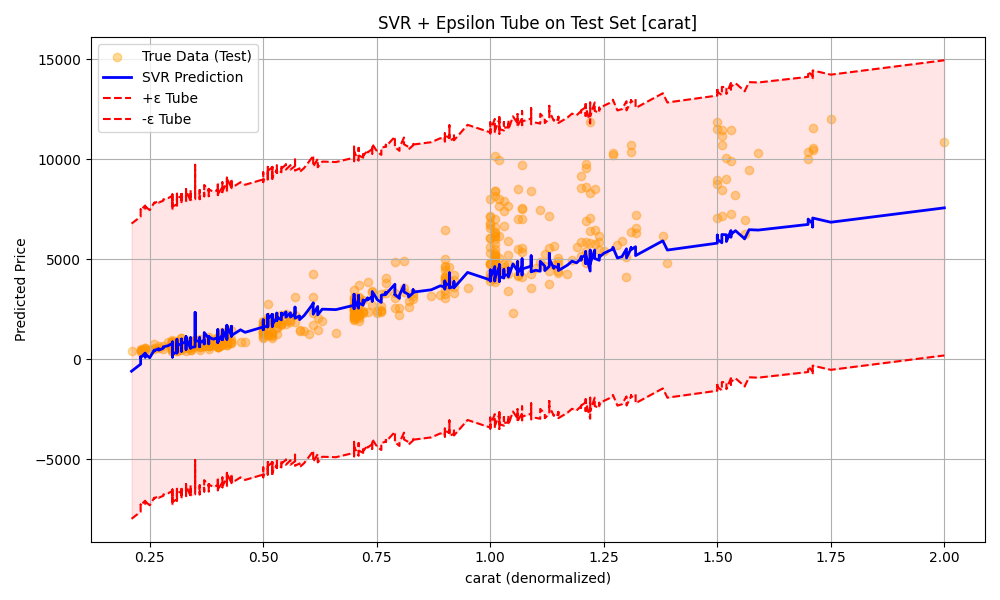 SVR + Epsilon Tube on Test Set [carat]
True Data (Test)
SVR Prediction
+ε Tube
-ε Tube
Predicted Price
15000
10000
5000
0
−5000
0.25 0.50 0.75 1.00 1.25 1.50 1.75 2.00
carat (denormalized)